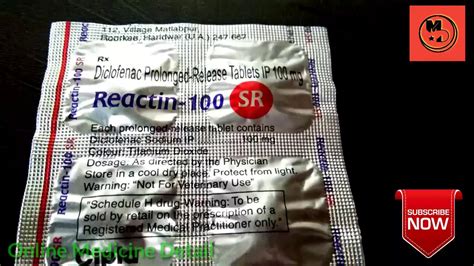 112, Village Matlabpur,
Roorkee, Haridwar (U.A.) 247 667
Rx
Diclofenac Prolonged-Release Tablets IP 100 mg
Reactin-100 SR
Each prolonged release tablet contains
Diclofenac Sodium IP 100 mg
Colour: Titanium Dioxide
Dosage: As directed by the Physician
Store in a cool dry place, Protect from light.
Warning: "Not For Veterinary Use"
"Schedule H drug-Warning: To be
sold by retail on the prescription of a
Registered Medical Practitioner only."
Reactin-100 SR
Cipla
Online Medicine Detail
SUBSCRIBE
NOW